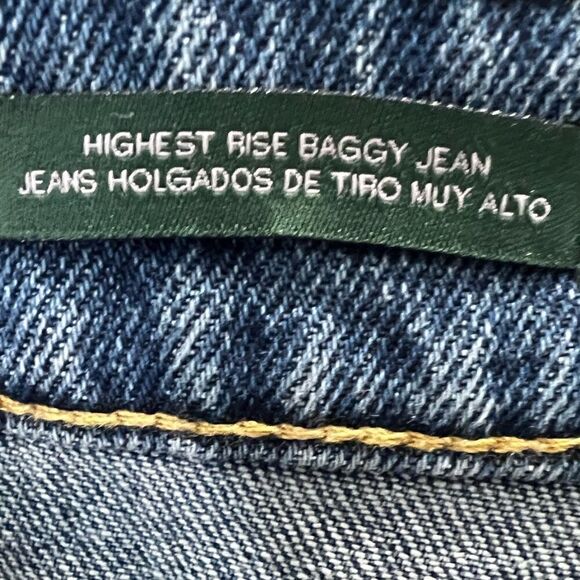 HIGHEST RISE BAGGY JEAN
JEANS HOLGADOS DE TIRO MUY ALTO